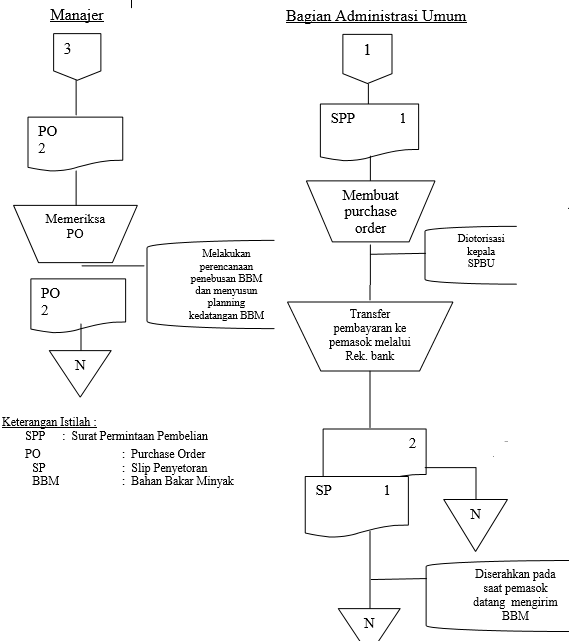 Manajer
3
PO
2
Memeriksa
PO
Melakukan
perencanaan
penebusan BBM
dan menyusun
planning
kedatangan BBM
PO
2
N
Bagian Administrasi Umum
1
SPP 1
Membuat
purchase
order
Diotorisasi
kepala
SPBU
Transfer
pembayaran ke
pemasok melalui
Rek. bank
2
SP 1
N
Diserahkan pada
saat pemasok
datang mengirim
BBM
N
Keterangan Istilah :
SPP : Surat Permintaan Pembelian
PO : Purchase Order
SP : Slip Penyetoran
BBM : Bahan Bakar Minyak